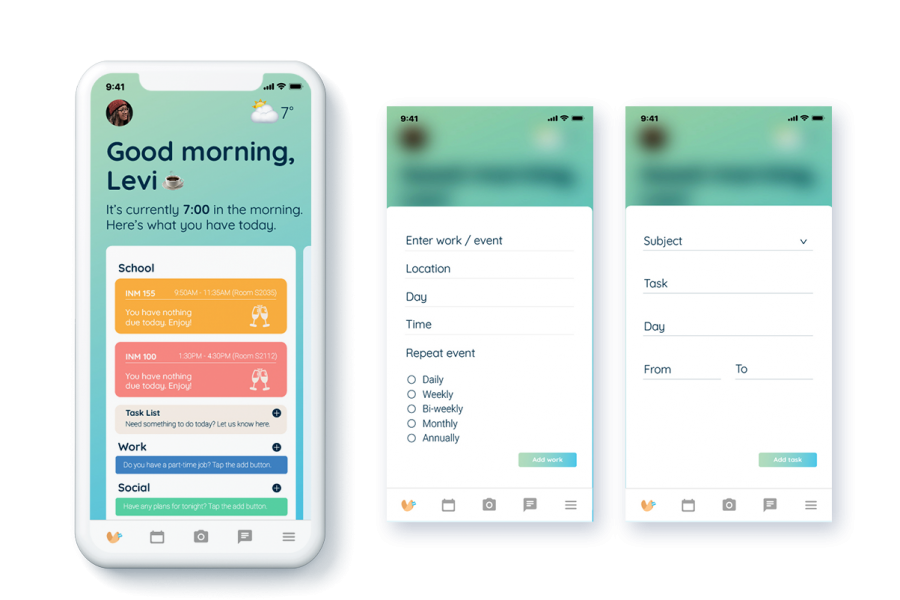 9:41
7°
Good morning,
Levi
It's currently 7:00 in the morning.
Here's what you have today.
School
INM 155 9:50AM - 11:35AM (Room S2035)
You have nothing
due today. Enjoy!
INM 100 1:30PM - 4:30PM (Room S2112)
You have nothing
due today. Enjoy!
Task List
Need something to do today? Let us know here.
Work
Do you have a part-time job? Tap the add button.
Social
Have any plans for tonight? Tap the add button.
9:41
Enter work / event
Location
Day
Time
Repeat event
Daily
Weekly
Bi-weekly
Monthly
Annually
Add work
9:41
Subject
Task
Day
From To
Add task